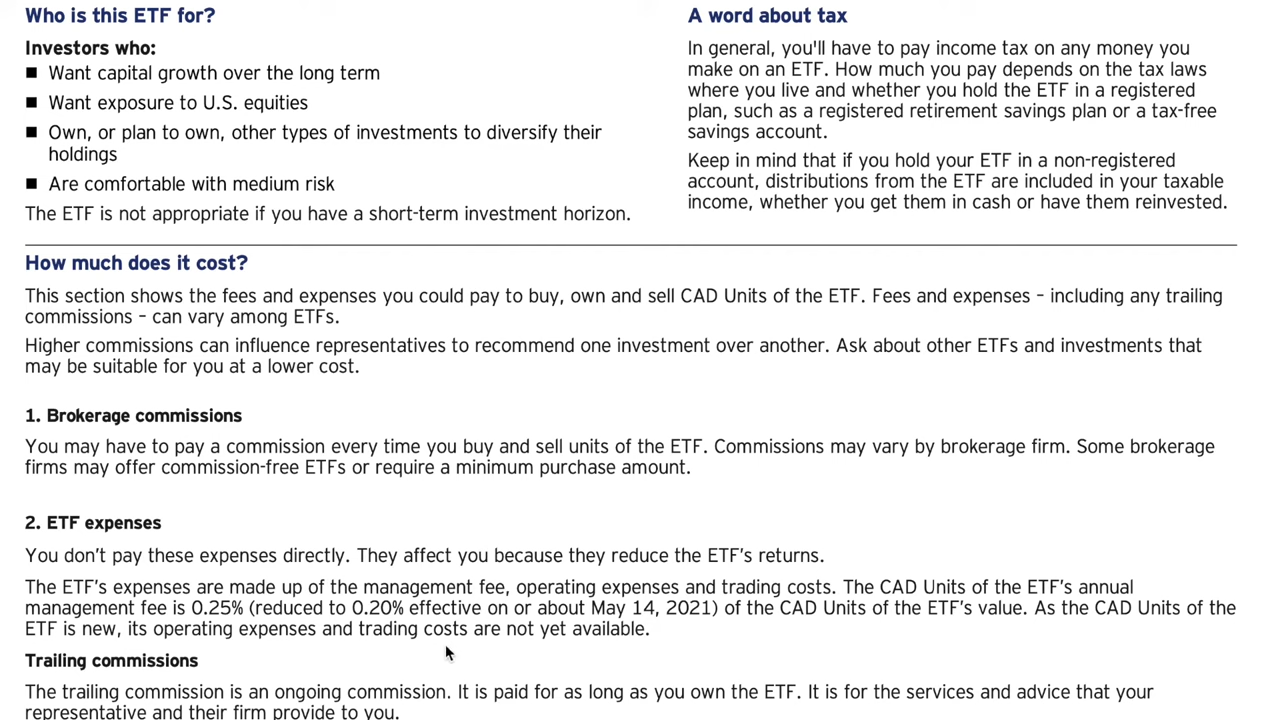 Who is this ETF for?
Investors who:
■ Want capital growth over the long term
■ Want exposure to U.S. equities
■ Own, or plan to own, other types of investments to diversify their
holdings
■ Are comfortable with medium risk
The ETF is not appropriate if you have a short-term investment horizon.
A word about tax
In general, you'll have to pay income tax on any money you
make on an ETF. How much you pay depends on the tax laws
where you live and whether you hold the ETF in a registered
plan, such as a registered retirement savings plan or a tax-free
savings account.
Keep in mind that if you hold your ETF in a non-registered
account, distributions from the ETF are included in your taxable
income, whether you get them in cash or have them reinvested.
How much does it cost?
This section shows the fees and expenses you could pay to buy, own and sell CAD Units of the ETF. Fees and expenses – including any trailing
commissions – can vary among ETFs.
Higher commissions can influence representatives to recommend one investment over another. Ask about other ETFs and investments that
may be suitable for you at a lower cost.
1. Brokerage commissions
You may have to pay a commission every time you buy and sell units of the ETF. Commissions may vary by brokerage firm. Some brokerage
firms may offer commission-free ETFs or require a minimum purchase amount.
2. ETF expenses
You don't pay these expenses directly. They affect you because they reduce the ETF's returns.
The ETF's expenses are made up of the management fee, operating expenses and trading costs. The CAD Units of the ETF's annual
management fee is 0.25% (reduced to 0.20% effective on or about May 14, 2021) of the CAD Units of the ETF's value. As the CAD Units of the
ETF is new, its operating expenses and trading costs are not yet available.
Trailing commissions
The trailing commission is an ongoing commission. It is paid for as long as you own the ETF. It is for the services and advice that your
representative and their firm provide to you.